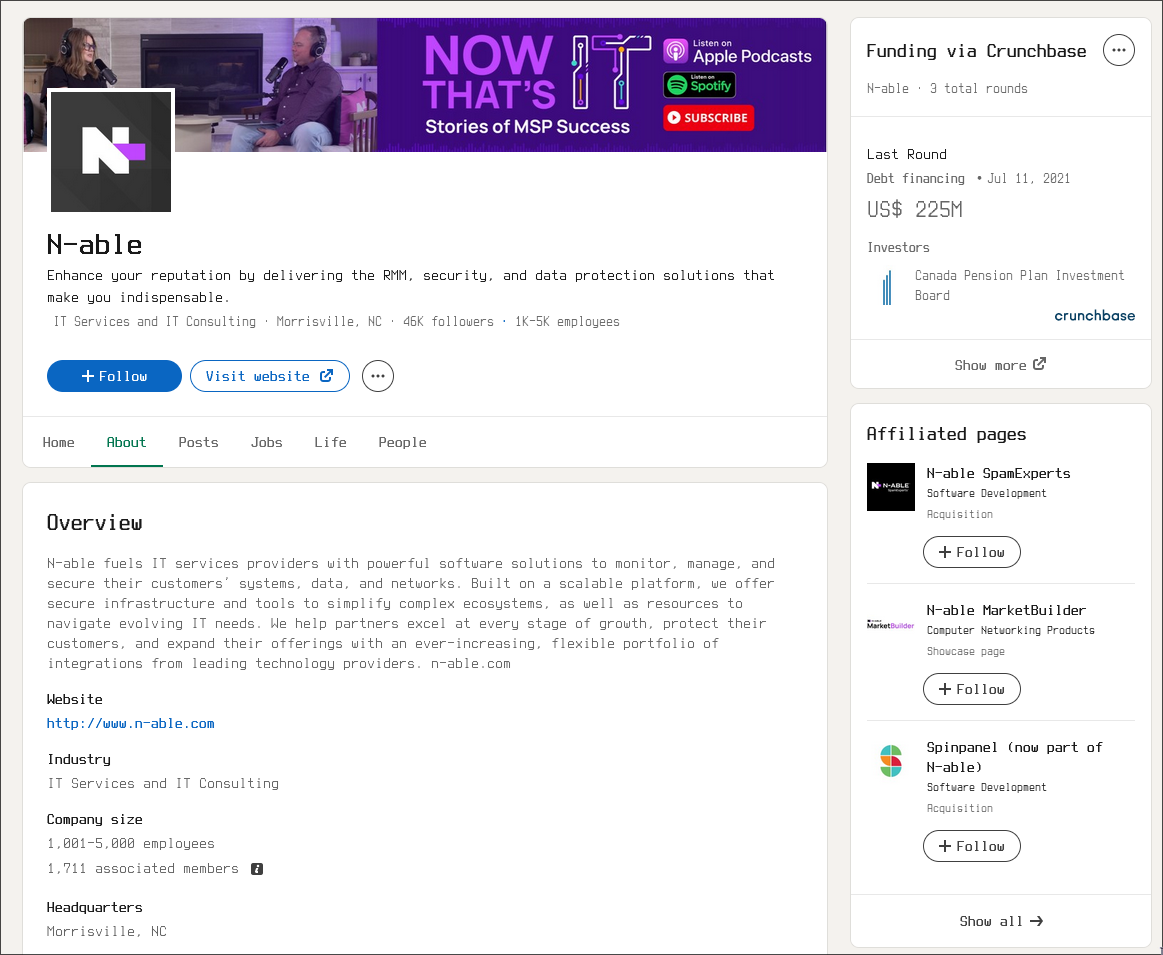 NOW
THAT'S
IT
Stories of MSP Success
Listen on
Apple Podcasts
Listen on
Spotify
SUBSCRIBE
N-able
Enhance your reputation by delivering the RMM, security, and data protection solutions that
make you indispensable.
IT Services and IT Consulting · Morrisville, NC · 46K followers · 1K-5K employees
Follow
Visit website
Home
About
Posts
Jobs
Life
People
Overview
N-able fuels IT services providers with powerful software solutions to monitor, manage, and
secure their customers’ systems, data, and networks. Built on a scalable platform, we offer
secure infrastructure and tools to simplify complex ecosystems, as well as resources to
navigate evolving IT needs. We help partners excel at every stage of growth, protect their
customers, and expand their offerings with an ever-increasing, flexible portfolio of
integrations from leading technology providers. n-able.com
Website
http://www.n-able.com
Industry
IT Services and IT Consulting
Company size
1,001-5,000 employees
1,711 associated members
Headquarters
Morrisville, NC
Funding via Crunchbase
N-able · 3 total rounds
Last Round
Debt financing • Jul 11, 2021
US$ 225M
Investors
Canada Pension Plan Investment
Board
crunchbase
Show more
Affiliated pages
N-ABLE
SpamExperts
N-able SpamExperts
Software Development
Acquisition
Follow
MarketBuilder
N-able MarketBuilder
Computer Networking Products
Showcase page
Follow
Spinpanel (now part of
N-able)
Software Development
Acquisition
Follow
Show all